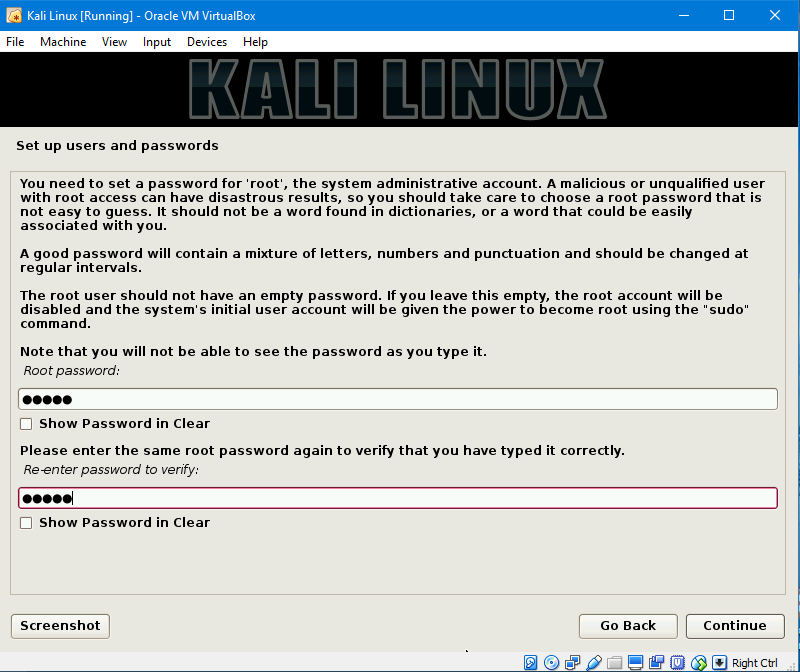 Kali Linux [Running] - Oracle VM VirtualBox
File Machine View Input Devices Help
KALI LINUX
Set up users and passwords
You need to set a password for 'root', the system administrative account. A malicious or unqualified user
with root access can have disastrous results, so you should take care to choose a root password that is
not easy to guess. It should not be a word found in dictionaries, or a word that could be easily
associated with you.
A good password will contain a mixture of letters, numbers and punctuation and should be changed at
regular intervals.
The root user should not have an empty password. If you leave this empty, the root account will be
disabled and the system's initial user account will be given the power to become root using the "sudo"
command.
Note that you will not be able to see the password as you type it.
Root password:
●●●●●
Show Password in Clear
Please enter the same root password again to verify that you have typed it correctly.
Re-enter password to verify:
●●●●●
Show Password in Clear
Screenshot Go Back Continue
Right Ctrl